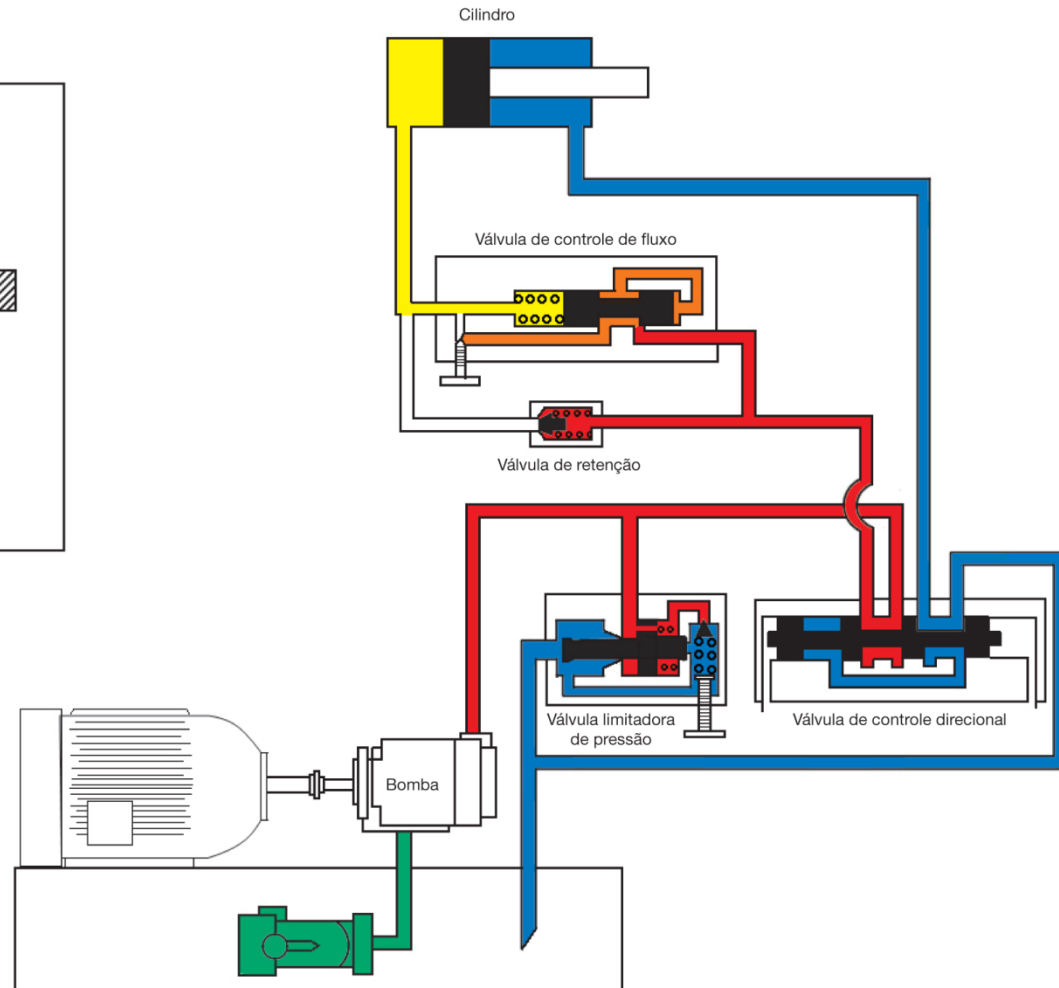 Cilindro
Válvula de controle de fluxo
Válvula de retenção
Válvula limitadora
de pressão
Válvula de controle direcional
Bomba